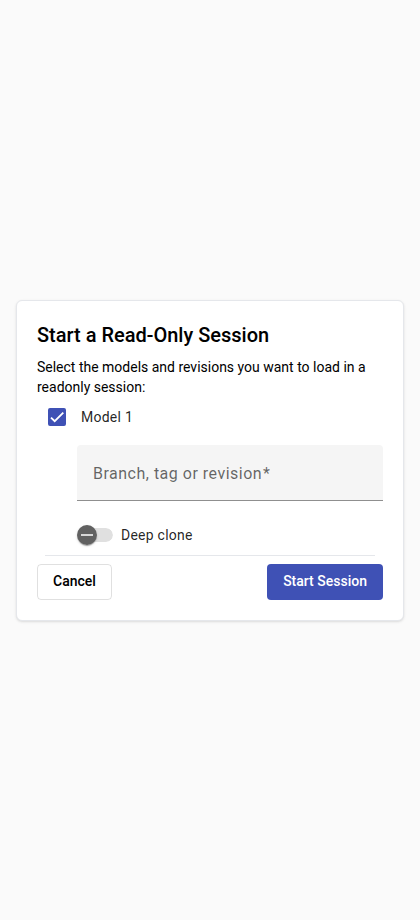 Start a Read-Only Session
Select the models and revisions you want to load in a
readonly session:
Model 1
Branch, tag or revision*
Deep clone
Cancel
Start Session